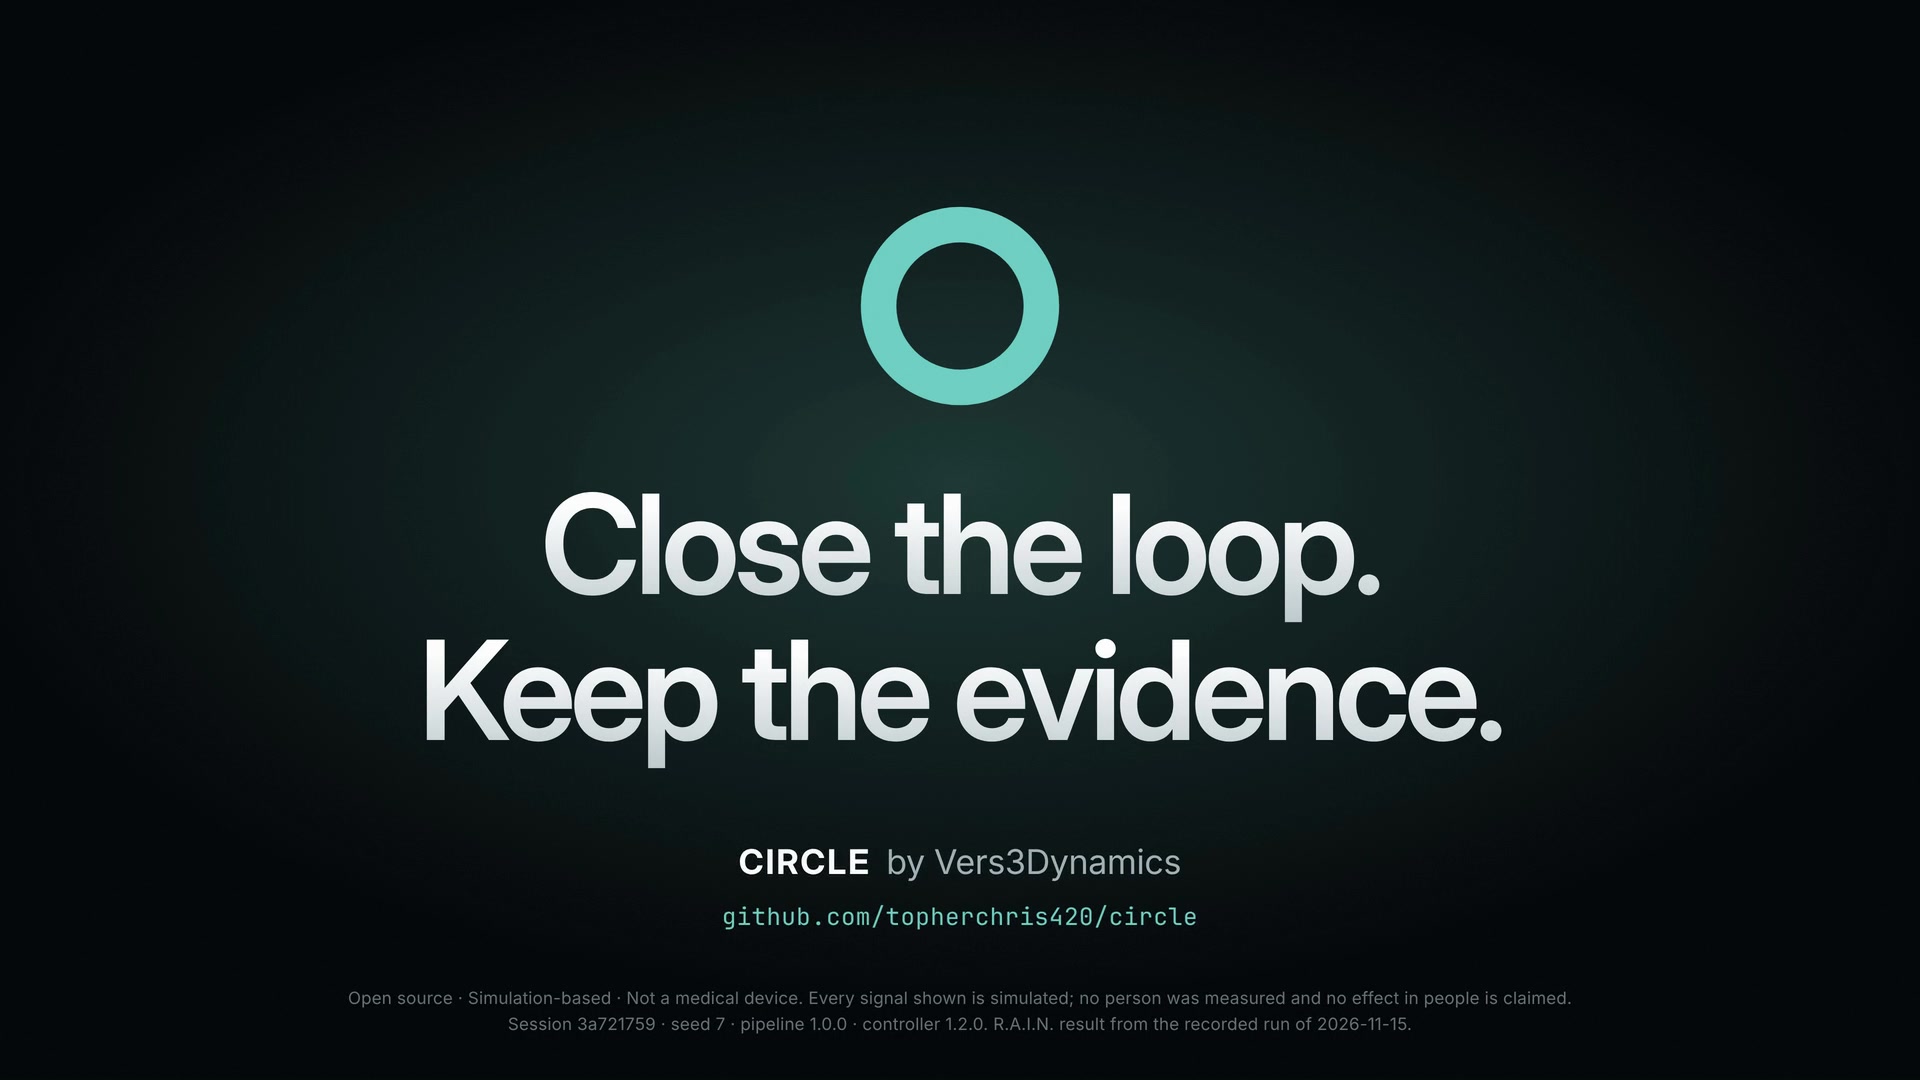 Close the loop.
Keep the evidence.
CIRCLE by Vers3Dynamics
github.com/topherchris420/circle
Open source · Simulation-based · Not a medical device. Every signal shown is simulated; no person was measured and no effect in people is claimed.
Session 3a721759 · seed 7 · pipeline 1.0.0 · controller 1.2.0. R.A.I.N. result from the recorded run of 2026-11-15.